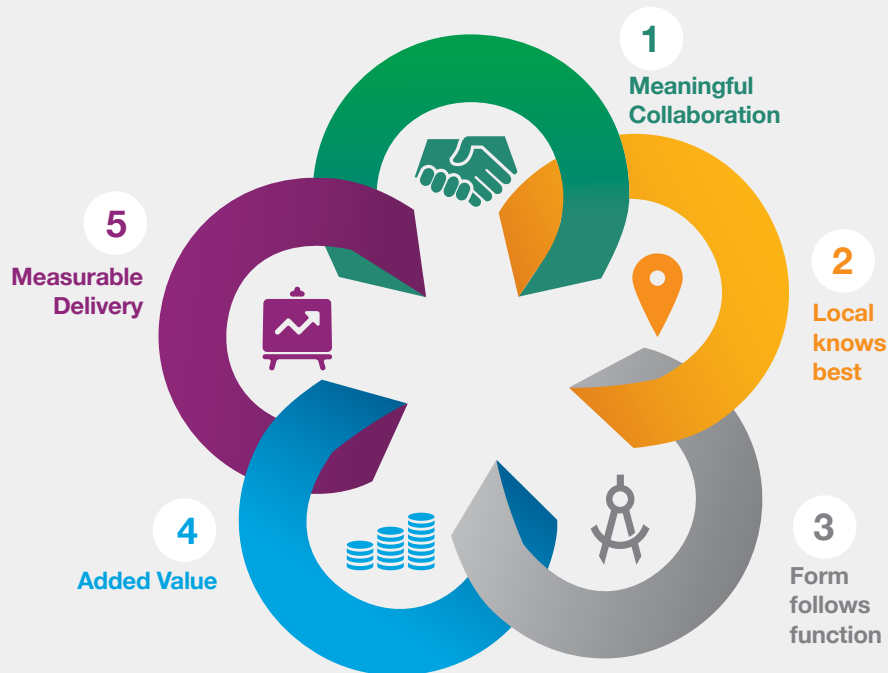 1
Meaningful
Collaboration
2
Local
knows
best
3
Form
follows
function
4
Added Value
5
Measurable
Delivery